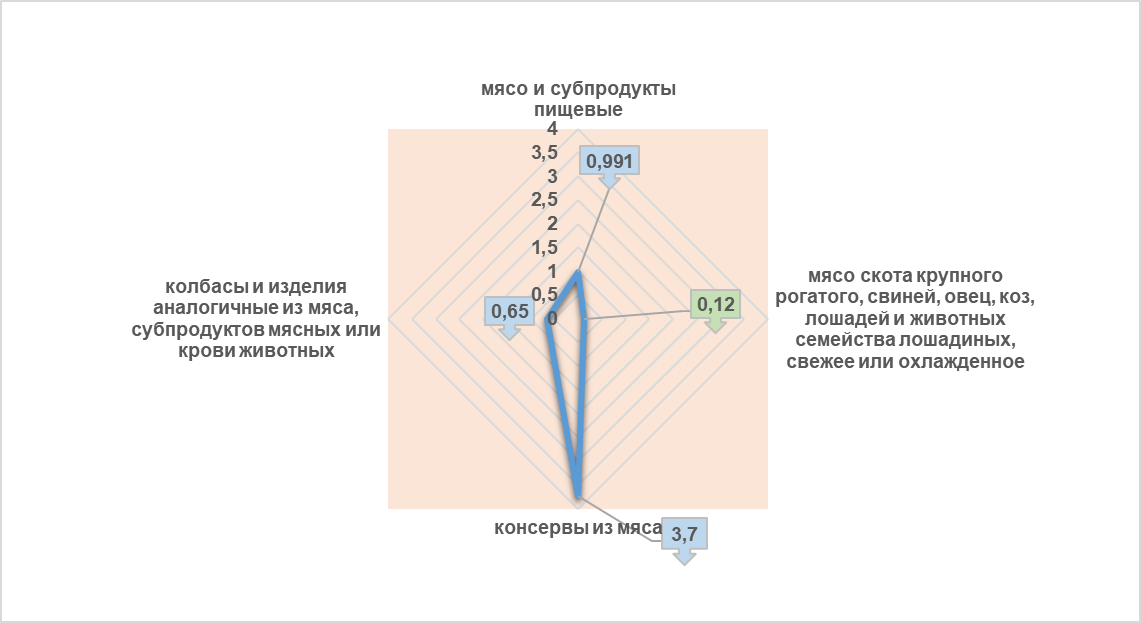 мясо и субпродукты
пищевые
4
3,5
3
2,5
2
1,5
1
0,5
0
0,991
0,12
3,7
0,65
мясо скота крупного
рогатого, свиней, овец, коз,
лошадей и животных
семейства лошадиных,
свежее или охлажденное
консервы из мяса
колбасы и изделия
аналогичные из мяса,
субпродуктов мясных или
крови животных